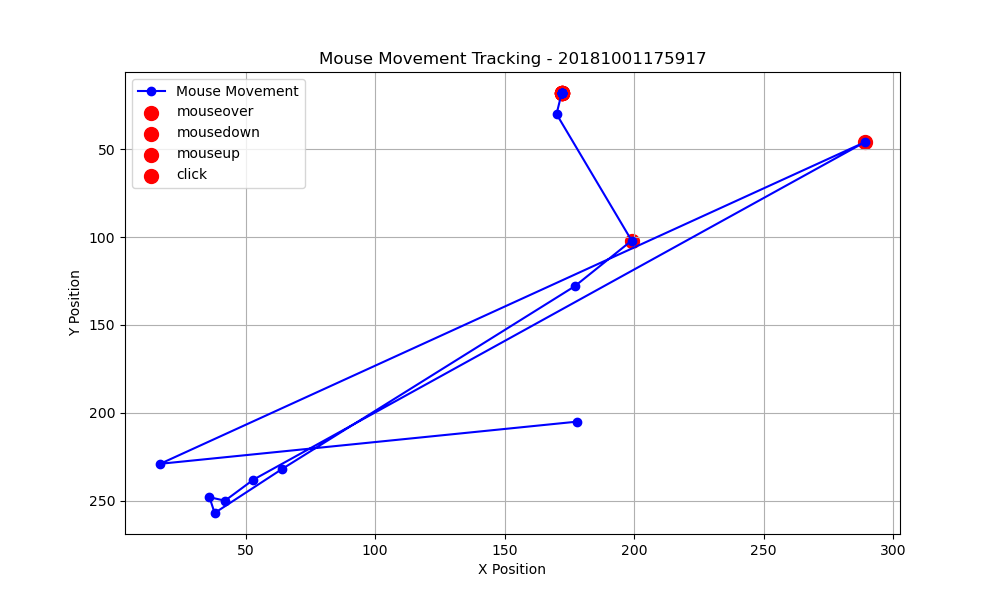 Mouse Movement Tracking - 20181001175917
Mouse Movement
mouseover
mousedown
mouseup
click
50
100
150
200
250
Y Position
50
100
150
200
250
300
X Position